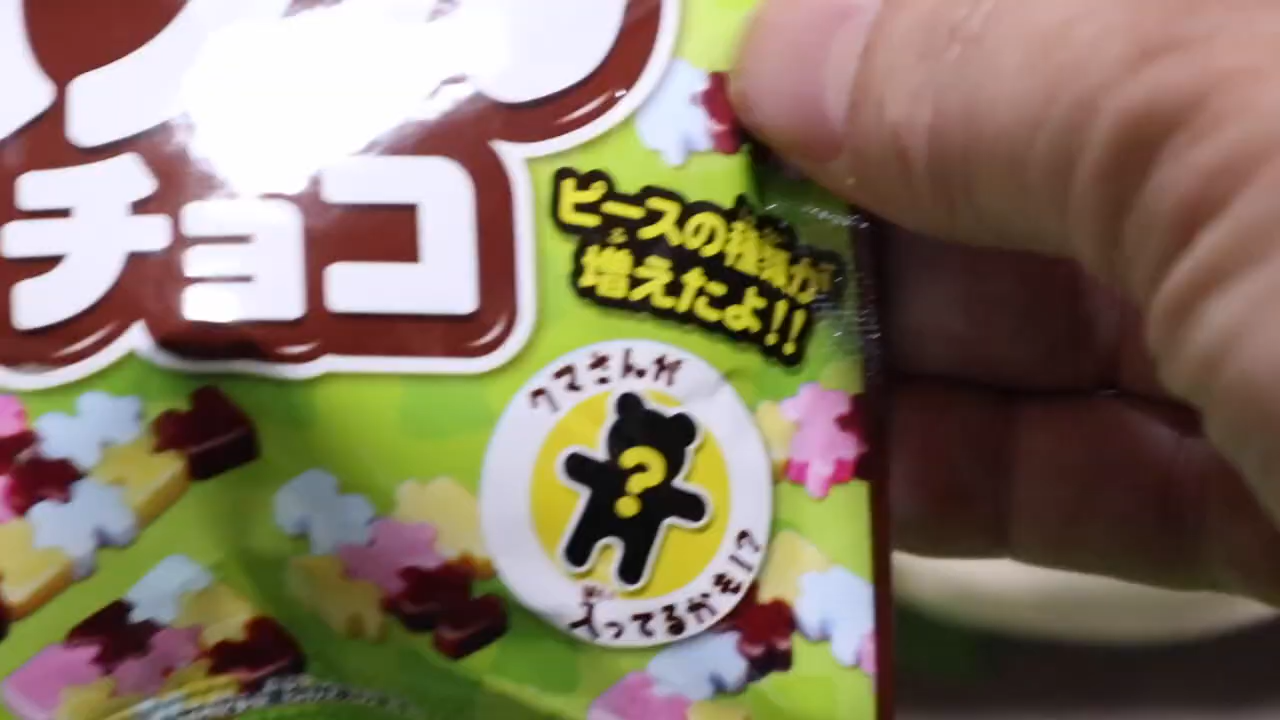 チョコ
ピースの種類が
増えたよ!!
クマさんが
?
入ってるかも!?